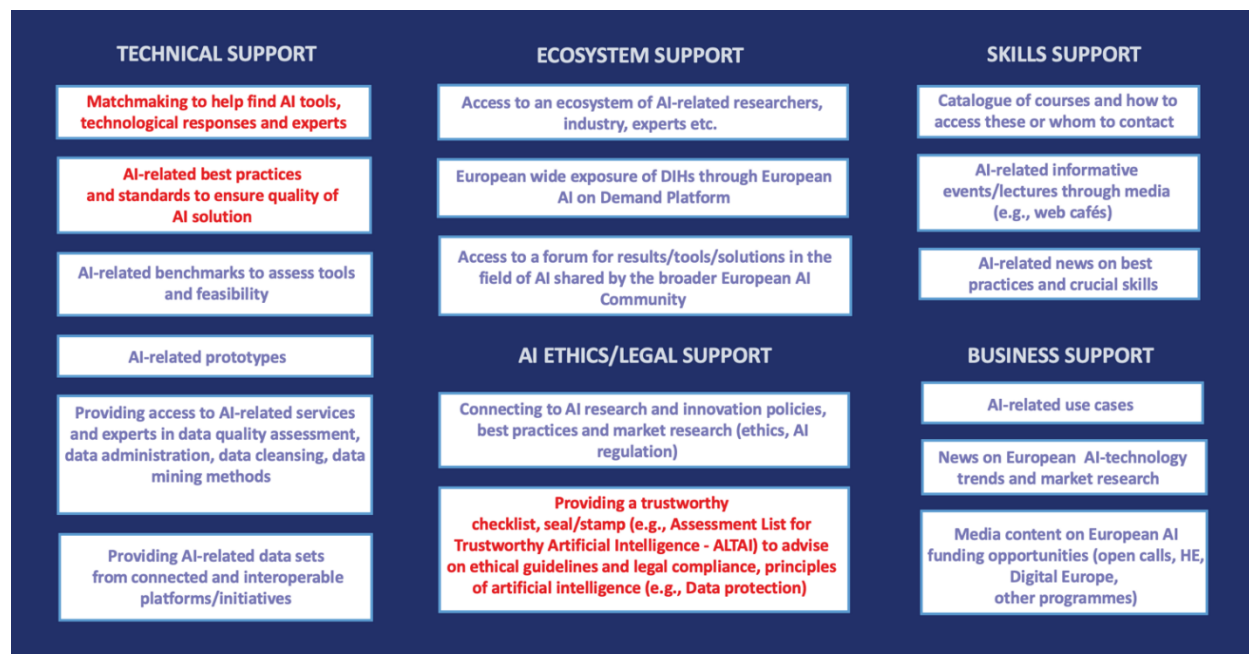 TECHNICAL SUPPORT
Matchmaking to help find AI tools,
technological responses and experts
AI-related best practices
and standards to ensure quality of
AI solution
AI-related benchmarks to assess tools
and feasibility
AI-related prototypes
Providing access to AI-related services
and experts in data quality assessment,
data administration, data cleansing, data
mining methods
Providing AI-related data sets
from connected and interoperable
platforms/initiatives
ECOSYSTEM SUPPORT
Access to an ecosystem of AI-related researchers,
industry, experts etc.
European wide exposure of DIHs through European
AI on Demand Platform
Access to a forum for results/tools/solutions in the
field of AI shared by the broader European AI
Community
AI ETHICS/LEGAL SUPPORT
Connecting to AI research and innovation policies,
best practices and market research (ethics, AI
regulation)
Providing a trustworthy
checklist, seal/stamp (e.g., Assessment List for
Trustworthy Artificial Intelligence - ALTAI) to advise
on ethical guidelines and legal compliance, principles
of artificial intelligence (e.g., Data protection)
SKILLS SUPPORT
Catalogue of courses and how to
access these or whom to contact
AI-related informative
events/lectures through media
(e.g., web cafés)
AI-related news on best
practices and crucial skills
BUSINESS SUPPORT
AI-related use cases
News on European AI-technology
trends and market research
Media content on European AI
funding opportunities (open calls, HE,
Digital Europe,
other programmes)